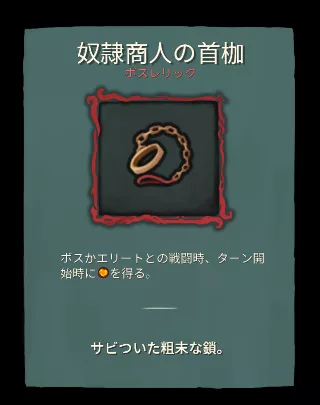 奴隷商人の首枷
ボスレリック
ボスかエリートとの戦闘時、ターン開
始時にを得る。
サビついた粗末な鎖。